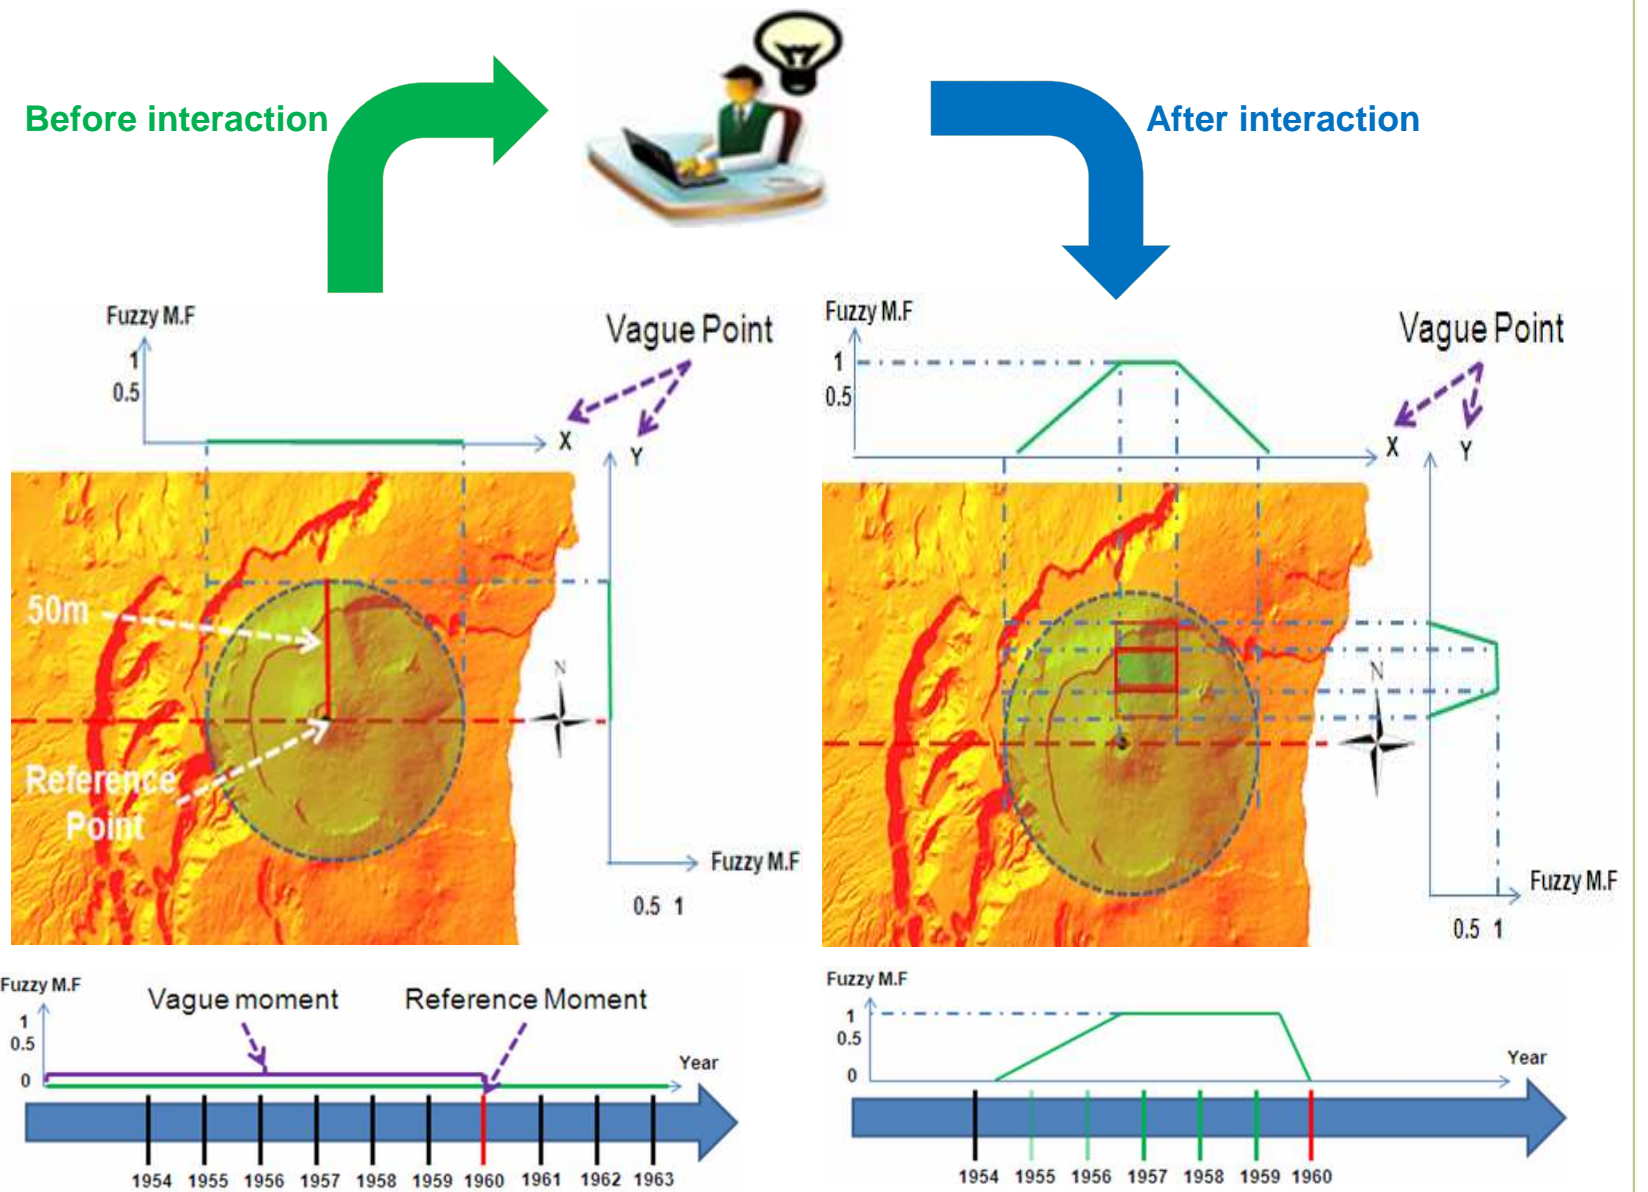 Before interaction
After interaction
Fuzzy M.F
1
0.5
Vague Point
X
Y
50m
N
Reference
Point
Fuzzy M.F
0.5 1
Fuzzy M.F
1
0.5
Vague Point
X
Y
N
Fuzzy M.F
0.5 1
Fuzzy M.F
1
0.5
0
Vague moment
Reference Moment
Year
1954 1955 1956 1957 1958 1959 1960 1961 1962 1963
Fuzzy M.F
1
0.5
0
Year
1954 1955 1956 1957 1958 1959 1960